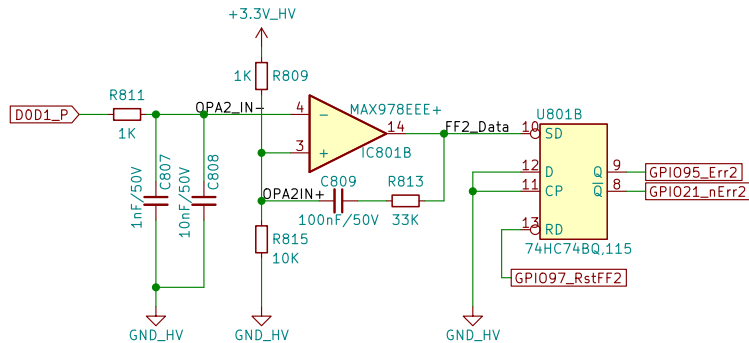 +3.3V_HV
1K R809
R811
D0D1_P
1K
OPA2_IN-
4
-
MAX978EEE+
14
FF2_Data
3
+
IC801B
U801B
10
SD
12
D
Q
9
GPIO95_Err2
11
CP
Q
8
GPIO21_nErr2
13
RD
74HC74BQ,115
GPIO97_RstFF2
1nF/50V
C807
10nF/50V
C808
OPA2IN+
C809
100nF/50V
R813
33K
R815
10K
GND_HV
GND_HV
GND_HV